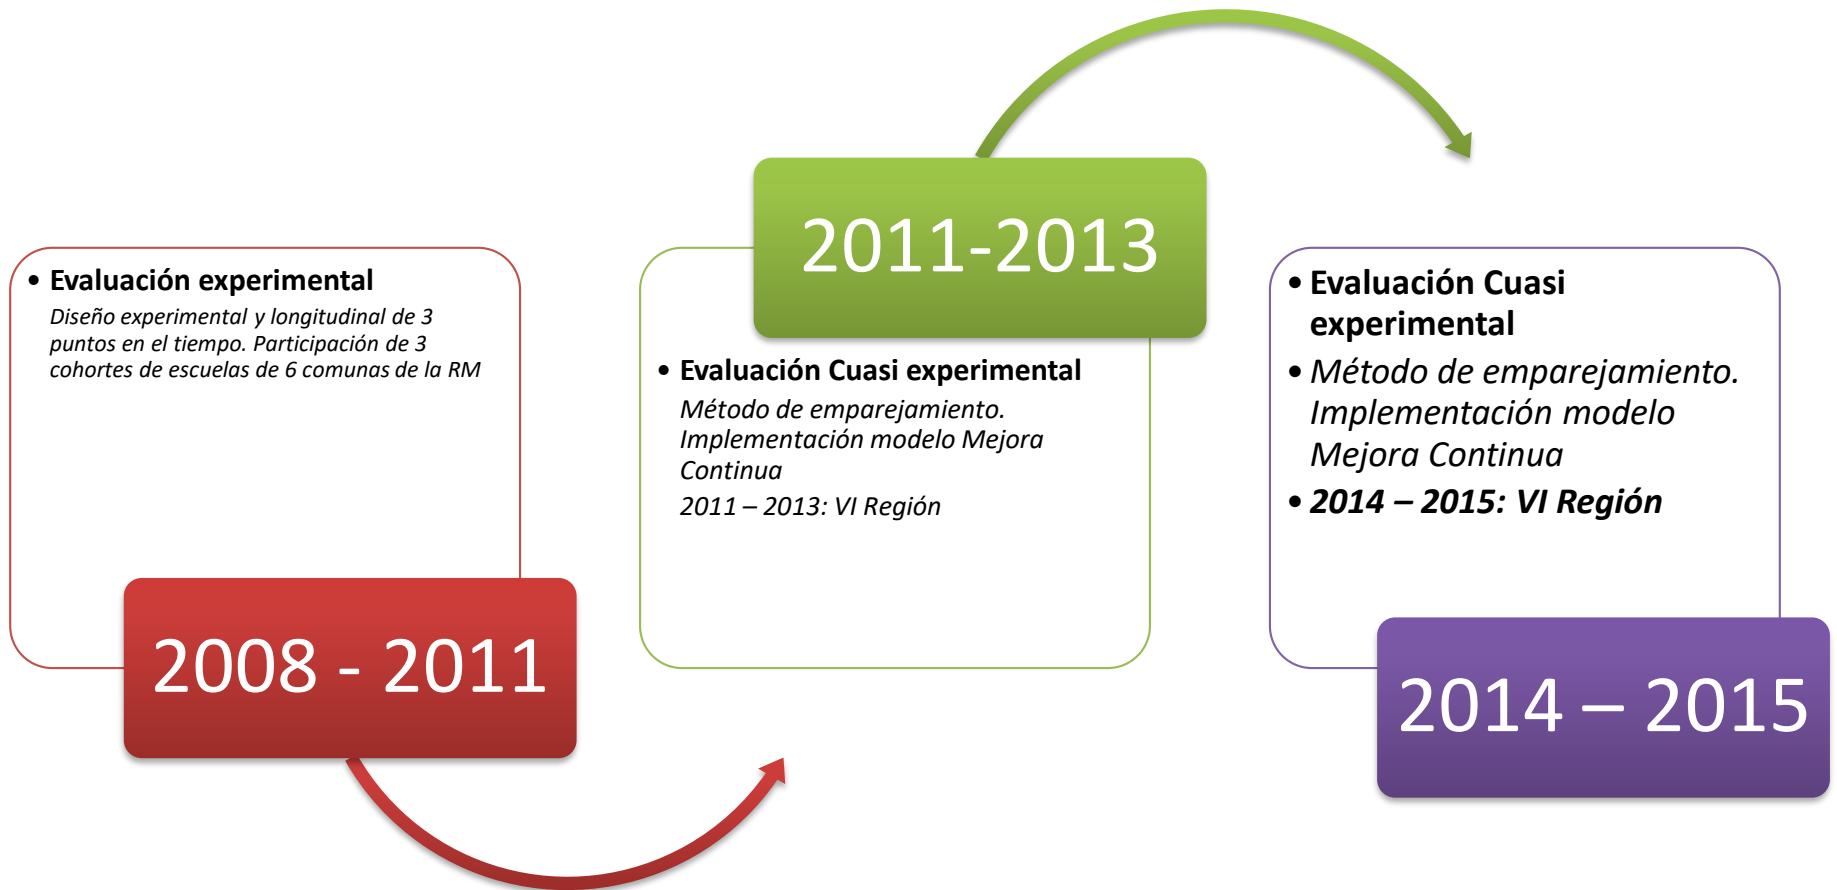 • Evaluación experimental
Diseño experimental y longitudinal de 3
puntos en el tiempo. Participación de 3
cohortes de escuelas de 6 comunas de la RM
2008 - 2011
2011-2013
• Evaluación Cuasi experimental
Método de emparejamiento.
Implementación modelo Mejora
Continua
2011 – 2013: VI Región
• Evaluación Cuasi
experimental
• Método de emparejamiento.
Implementación modelo
Mejora Continua
• 2014 – 2015: VI Región
2014 – 2015